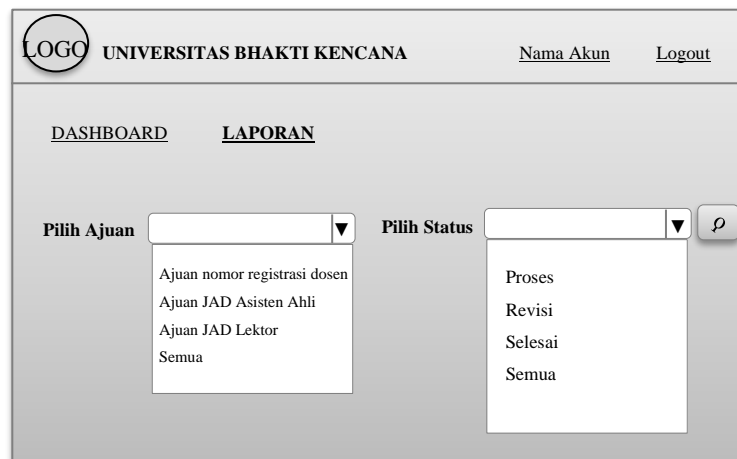 LOGO UNIVERSITAS BHAKTI KENCANA Nama Akun Logout
DASHBOARD LAPORAN
Pilih Ajuan
Ajuan nomor registrasi dosen
Ajuan JAD Asisten Ahli
Ajuan JAD Lektor
Semua
Pilih Status
Proses
Revisi
Selesai
Semua